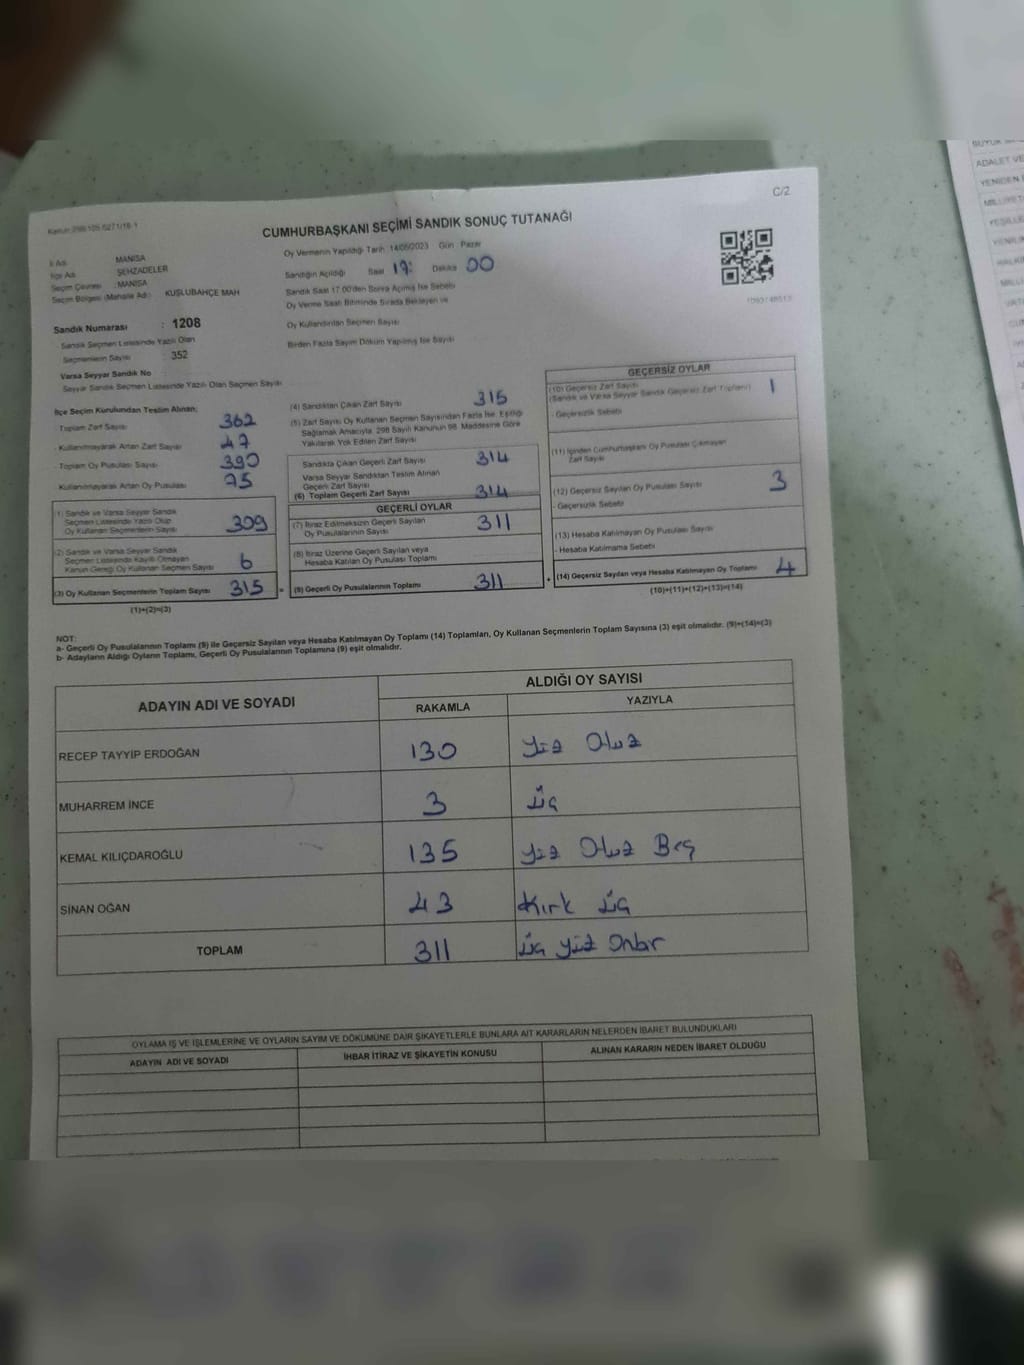 C/2
CUMHURBAŞKANI SEÇİMİ SANDIK SONUÇ TUTANAĞI
İl Adı : MANİSA
İlçe Adı : ŞEHZADELER
Seçim Çevresi : MANİSA
Seçim Bölgesi (Mahalle Adı) : KUŞLUBAHÇE MAH
Oy Vermenin Yapıldığı Tarih : 14/05/2023 Gün : Pazar
Sandığın Açıldığı Saat 17: Dakika 00
Sandık Saat 17.00'den Sonra Açılmış İse Sebebi
Oy Verme Saati Bitiminde Sırada Bekleyen ve
Oy Kullandırılan Seçmen Sayısı
Birden Fazla Sayım Döküm Yapılmış İse Sayısı
Sandık Numarası : 1208
Sandık Seçmen Listesinde Yazılı Olan
Seçmenlerin Sayısı : 352
Varsa Seyyar Sandık No
Seyyar Sandık Seçmen Listesinde Yazılı Olan Seçmen Sayısı
İlçe Seçim Kurulundan Teslim Alınan;
Toplam Zarf Sayısı 362
Kullanılmayarak Artan Zarf Sayısı 47
Toplam Oy Pusulası Sayısı 390
Kullanılmayarak Artan Oy Pusulası 75
(1) Sandık ve Varsa Seyyar Sandık
Seçmen Listesinde Yazılı Olup
Oy Kullanan Seçmenlerin Sayısı 309
(2) Sandık ve Varsa Seyyar Sandık
Seçmen Listesinde Kayıtlı Olmayan
Kanun Gereği Oy Kullanan Seçmen Sayısı 6
(3) Oy Kullanan Seçmenlerin Toplam Sayısı 315
(1)+(2)=(3)
(4) Sandıktan Çıkan Zarf Sayısı 315
(5) Zarf Sayısı Oy Kullanan Seçmen Sayısından Fazla İse, Eşitliği
Sağlamak Amacıyla, 298 Sayılı Kanunun 98. Maddesine Göre
Yakılarak Yok Edilen Zarf Sayısı
Sandıkta Çıkan Geçerli Zarf Sayısı 314
Varsa Seyyar Sandıktan Teslim Alınan
Geçerli Zarf Sayısı
(6) Toplam Geçerli Zarf Sayısı 314
GEÇERLİ OYLAR
(7) İtiraz Edilmeksizin Geçerli Sayılan
Oy Pusulalarının Sayısı 311
(8) İtiraz Üzerine Geçerli Sayılan veya
Hesaba Katılan Oy Pusulası Toplamı
= (9) Geçerli Oy Pusulalarının Toplamı 311
GEÇERSİZ OYLAR
(10) Geçersiz Zarf Sayısı 1
(Sandık ve Varsa Seyyar Sandık Geçersiz Zarf Toplamı)
- Geçersizlik Sebebi
(11) İçinden Cumhurbaşkanı Oy Pusulası Çıkmayan
Zarf Sayısı
(12) Geçersiz Sayılan Oy Pusulası Sayısı 3
- Geçersizlik Sebebi
(13) Hesaba Katılmayan Oy Pusulası Sayısı
- Hesaba Katılmama Sebebi
+ (14) Geçersiz Sayılan veya Hesaba Katılmayan Oy Toplamı 4
(10)+(11)+(12)+(13)=(14)
NOT:
a- Geçerli Oy Pusulalarının Toplamı (9) ile Geçersiz Sayılan veya Hesaba Katılmayan Oy Toplamı (14) Toplamları, Oy Kullanan Seçmenlerin Toplam Sayısına (3) eşit olmalıdır. (9)+(14)=(3)
b- Adayların Aldığı Oyların Toplamı, Geçerli Oy Pusulalarının Toplamına (9) eşit olmalıdır.
ADAYIN ADI VE SOYADI
ALDIĞI OY SAYISI
RAKAMLA YAZIYLA
RECEP TAYYİP ERDOĞAN 130 Yüz Otuz
MUHARREM İNCE 3 Üç
KEMAL KILIÇDAROĞLU 135 Yüz Otuz Beş
SİNAN OĞAN 43 Kırk Üç
TOPLAM 311 Üç Yüz Onbir
OYLAMA İŞ VE İŞLEMLERİNE VE OYLARIN SAYIM VE DÖKÜMÜNE DAİR ŞİKAYETLERLE BUNLARA AİT KARARLARIN NELERDEN İBARET BULUNDUKLARI
ADAYIN ADI VE SOYADI İHBAR İTİRAZ VE ŞİKAYETİN KONUSU ALINAN KARARIN NEDEN İBARET OLDUĞU
ADALET VE